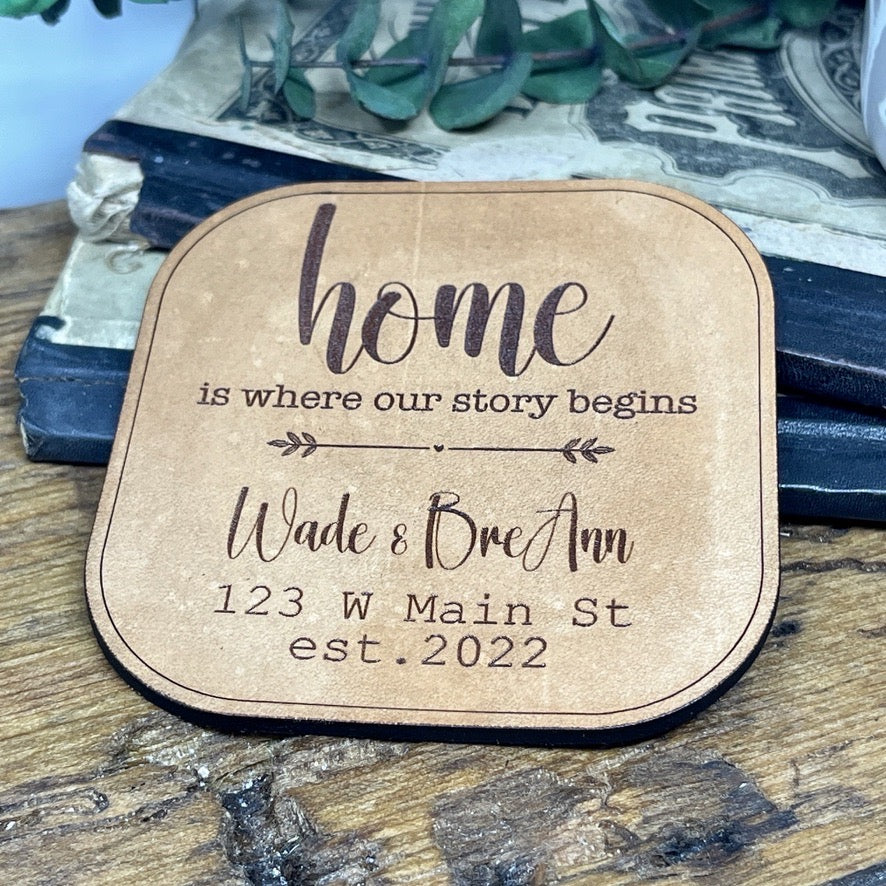 home
is where our story begins
Wade & BreAnn
123 W Main St
est.2022